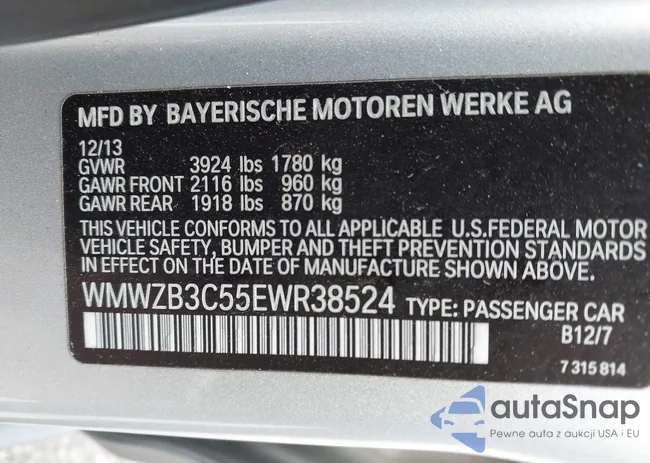 MFD BY BAYERISCHE MOTOREN WERKE AG
12/13
GVWR 3924 lbs 1780 kg
GAWR FRONT 2116 lbs 960 kg
GAWR REAR 1918 lbs 870 kg
THIS VEHICLE CONFORMS TO ALL APPLICABLE U.S.FEDERAL MOTOR
VEHICLE SAFETY, BUMPER AND THEFT PREVENTION STANDARDS
IN EFFECT ON THE DATE OF MANUFACTURE SHOWN ABOVE.
WMWZB3C55EWR38524 TYPE: PASSENGER CAR
B12/7
7 315 814
autaSnap
Pewne auta z aukcji USA i EU